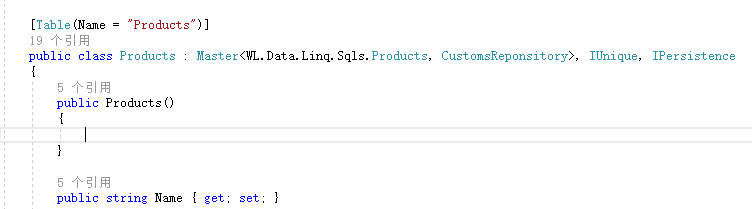 [Table(Name = "Products")]
19 个引用
public class Products : Master<WL.Data.Linq.Sqls.Products, CustomsReponsitory>, IUnique, IPersistence
{
5 个引用
public Products()
{
}
5 个引用
public string Name { get; set; }